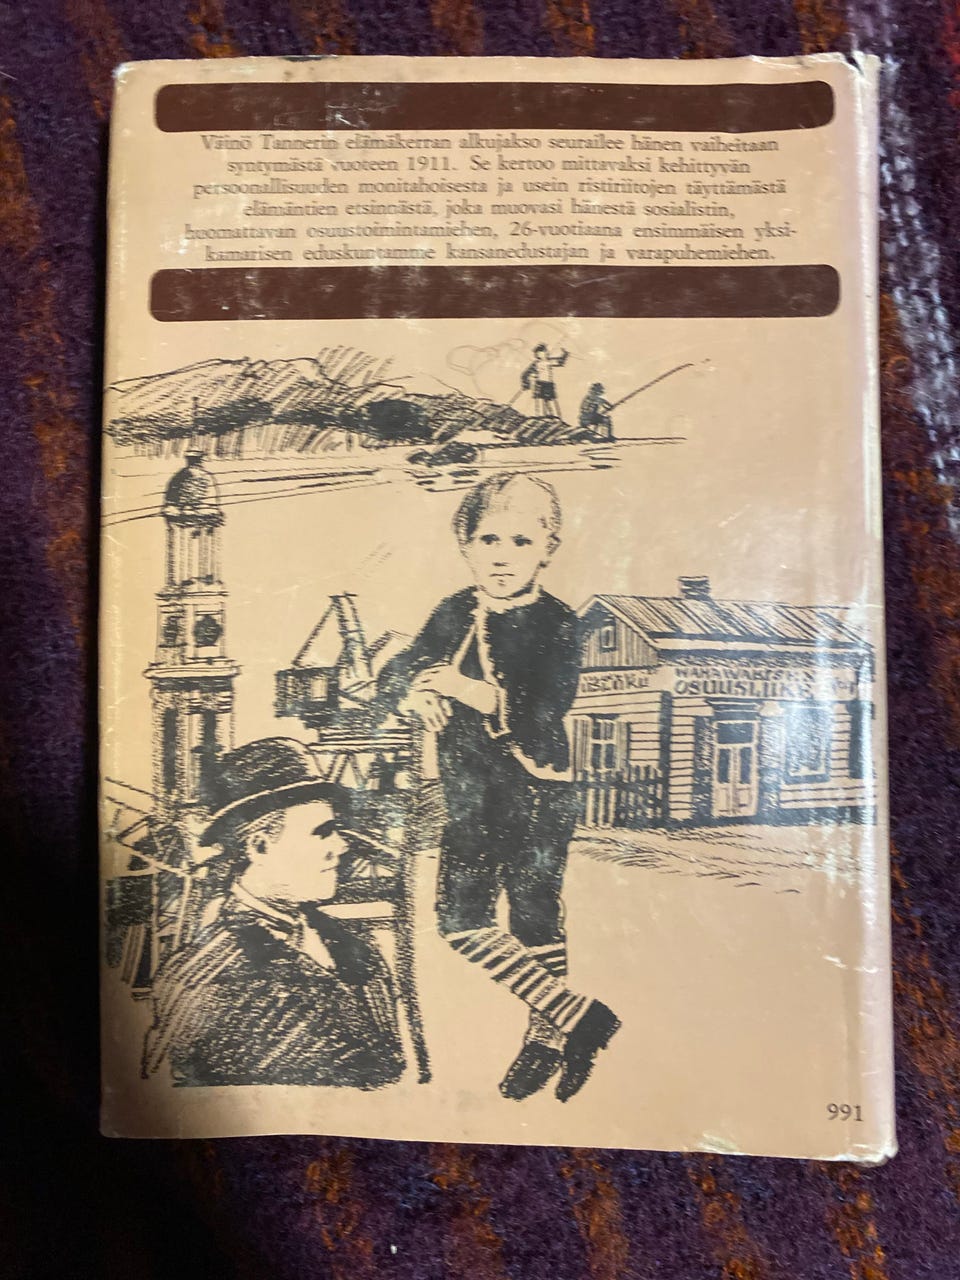 Väinö Tannerin elämäkerran alkujakso seurailee hänen vaiheitaan
syntymästä vuoteen 1911. Se kertoo mittavaksi kehittyvän
persoonallisuuden monitahoisesta ja usein ristiriitojen täyttämästä
elämäntien etsinnästä, joka muovasi hänestä sosialistin,
huomattavan osuustoimintamiehen, 26-vuotiaana ensimmäisen yksi-
kamarisen eduskuntamme kansanedustajan ja varapuhemiehen.
OSUUSLIIKE
991